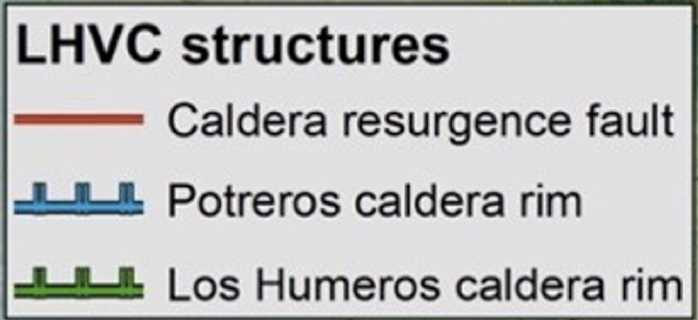 LHVC structures
Caldera resurgence fault
Potreros caldera rim
Los Humeros caldera rim